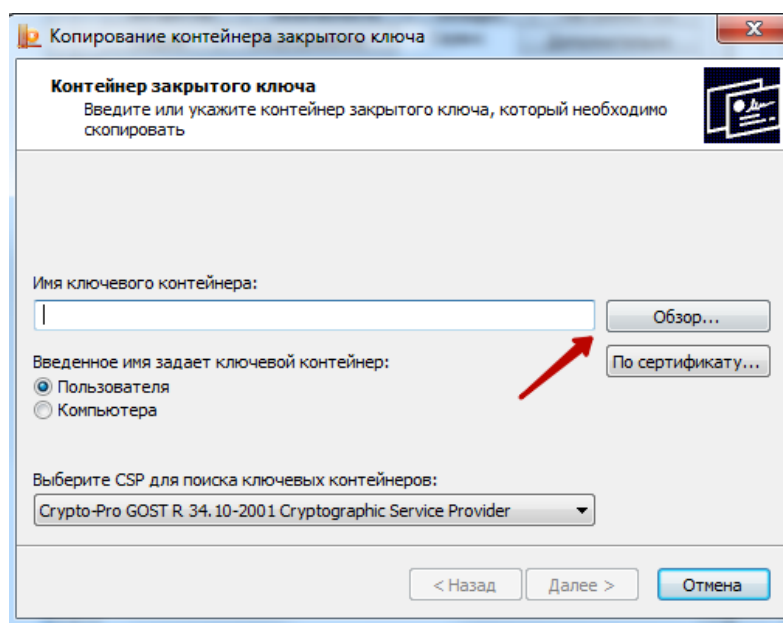 Копирование контейнера закрытого ключа
Контейнер закрытого ключа
Введите или укажите контейнер закрытого ключа, который необходимо
скопировать
Имя ключевого контейнера:
Обзор...
Введенное имя задает ключевой контейнер:
По сертификату...
Пользователя
Компьютера
Выберите CSP для поиска ключевых контейнеров:
Crypto-Pro GOST R 34.10-2001 Cryptographic Service Provider
< Назад
Далее >
Отмена